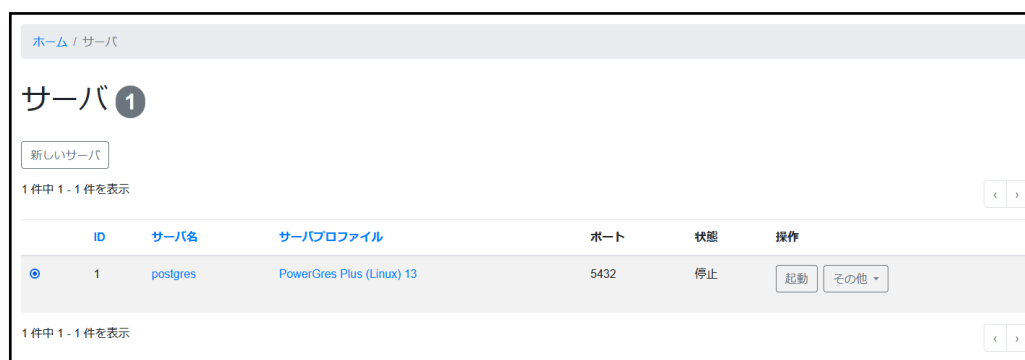 ホーム / サーバ
サーバ 1
新しいサーバ
1 件中 1 - 1 件を表示
‹ ›
ID サーバ名 サーバプロファイル ポート 状態 操作
1 postgres PowerGres Plus (Linux) 13 5432 停止 起動 その他
1 件中 1 - 1 件を表示
‹ ›